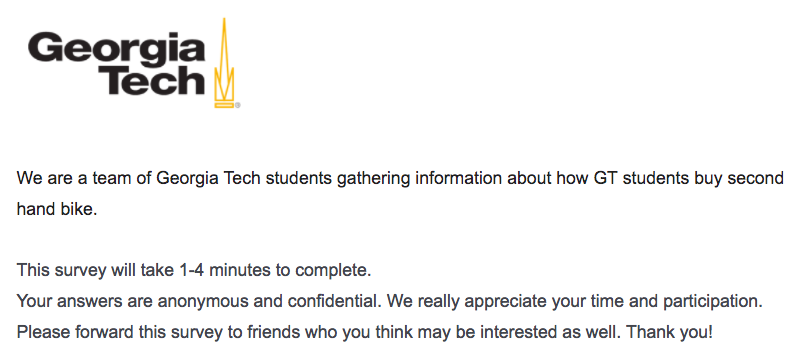 Georgia
Tech
We are a team of Georgia Tech students gathering information about how GT students buy second
hand bike.
This survey will take 1-4 minutes to complete.
Your answers are anonymous and confidential. We really appreciate your time and participation.
Please forward this survey to friends who you think may be interested as well. Thank you!